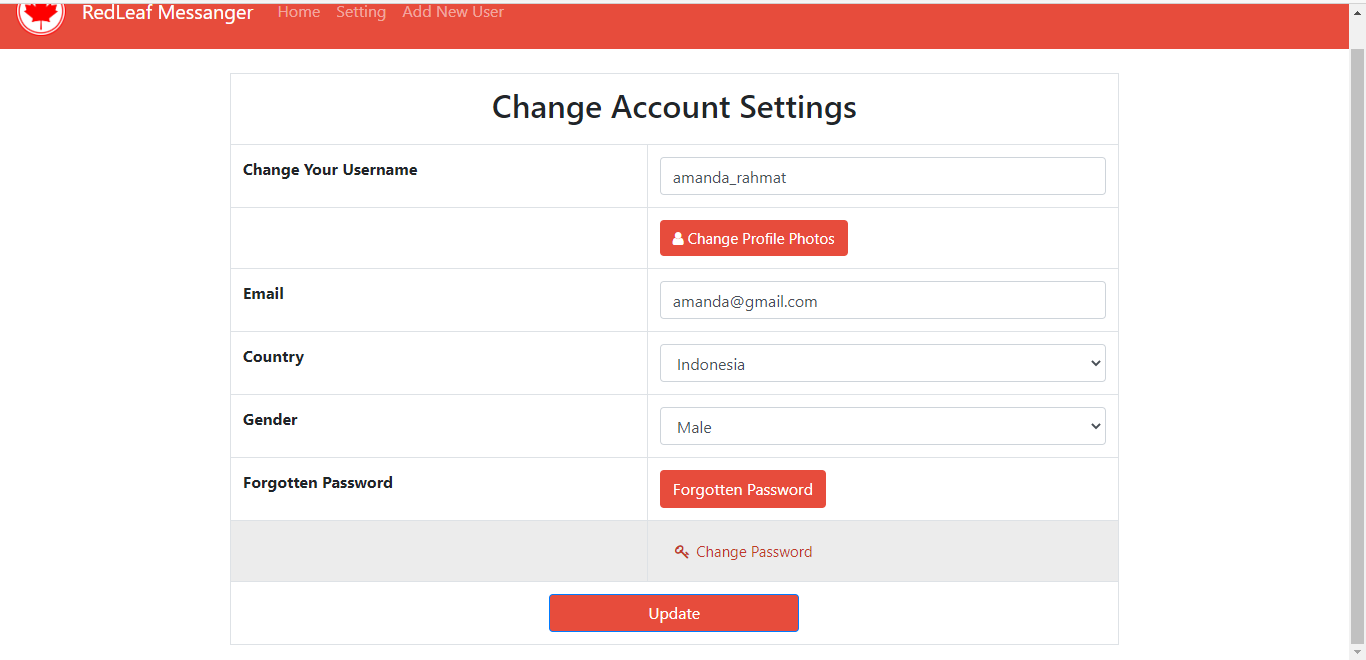 RedLeaf Messanger Home Setting Add New User
Change Account Settings
Change Your Username amanda_rahmat
Change Profile Photos
Email amanda@gmail.com
Country Indonesia
Gender Male
Forgotten Password Forgotten Password
Change Password
Update